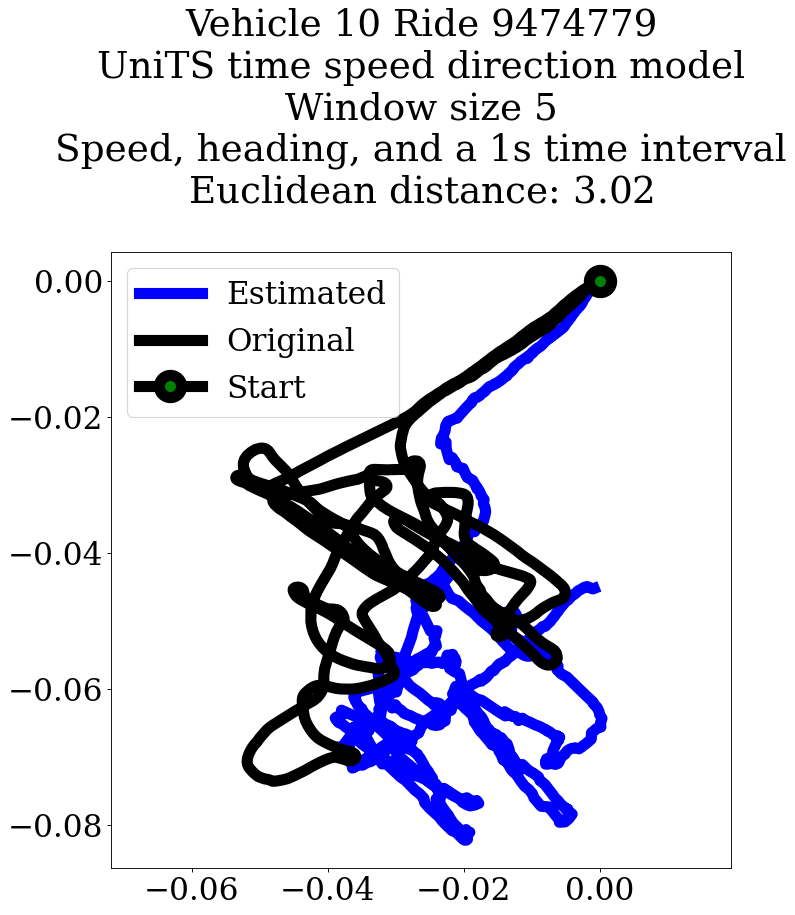 Vehicle 10 Ride 9474779
UniTS time speed direction model
Window size 5
Speed, heading, and a 1s time interval
Euclidean distance: 3.02
Estimated
Original
Start
0.00
−0.02
−0.04
−0.06
−0.08
−0.06 −0.04 −0.02 0.00